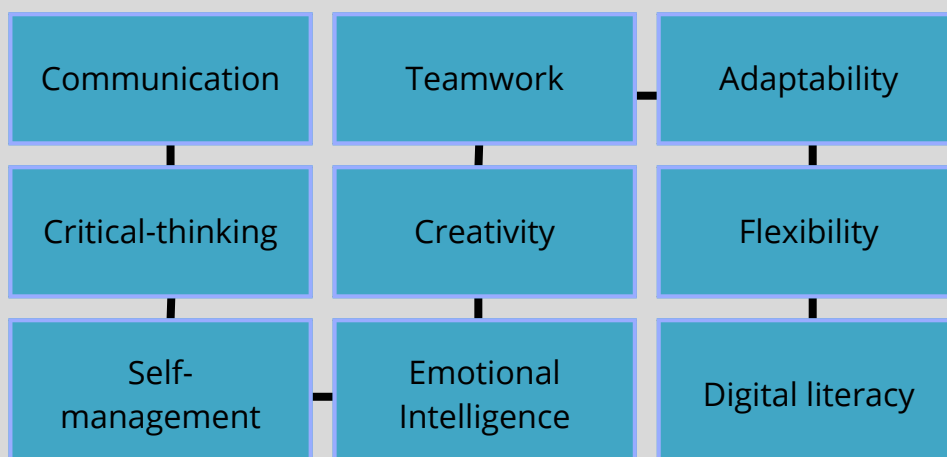 Communication
Critical-thinking
Self-
management
Emotional
Intelligence
Creativity
Teamwork
Adaptability
Flexibility
Digital literacy